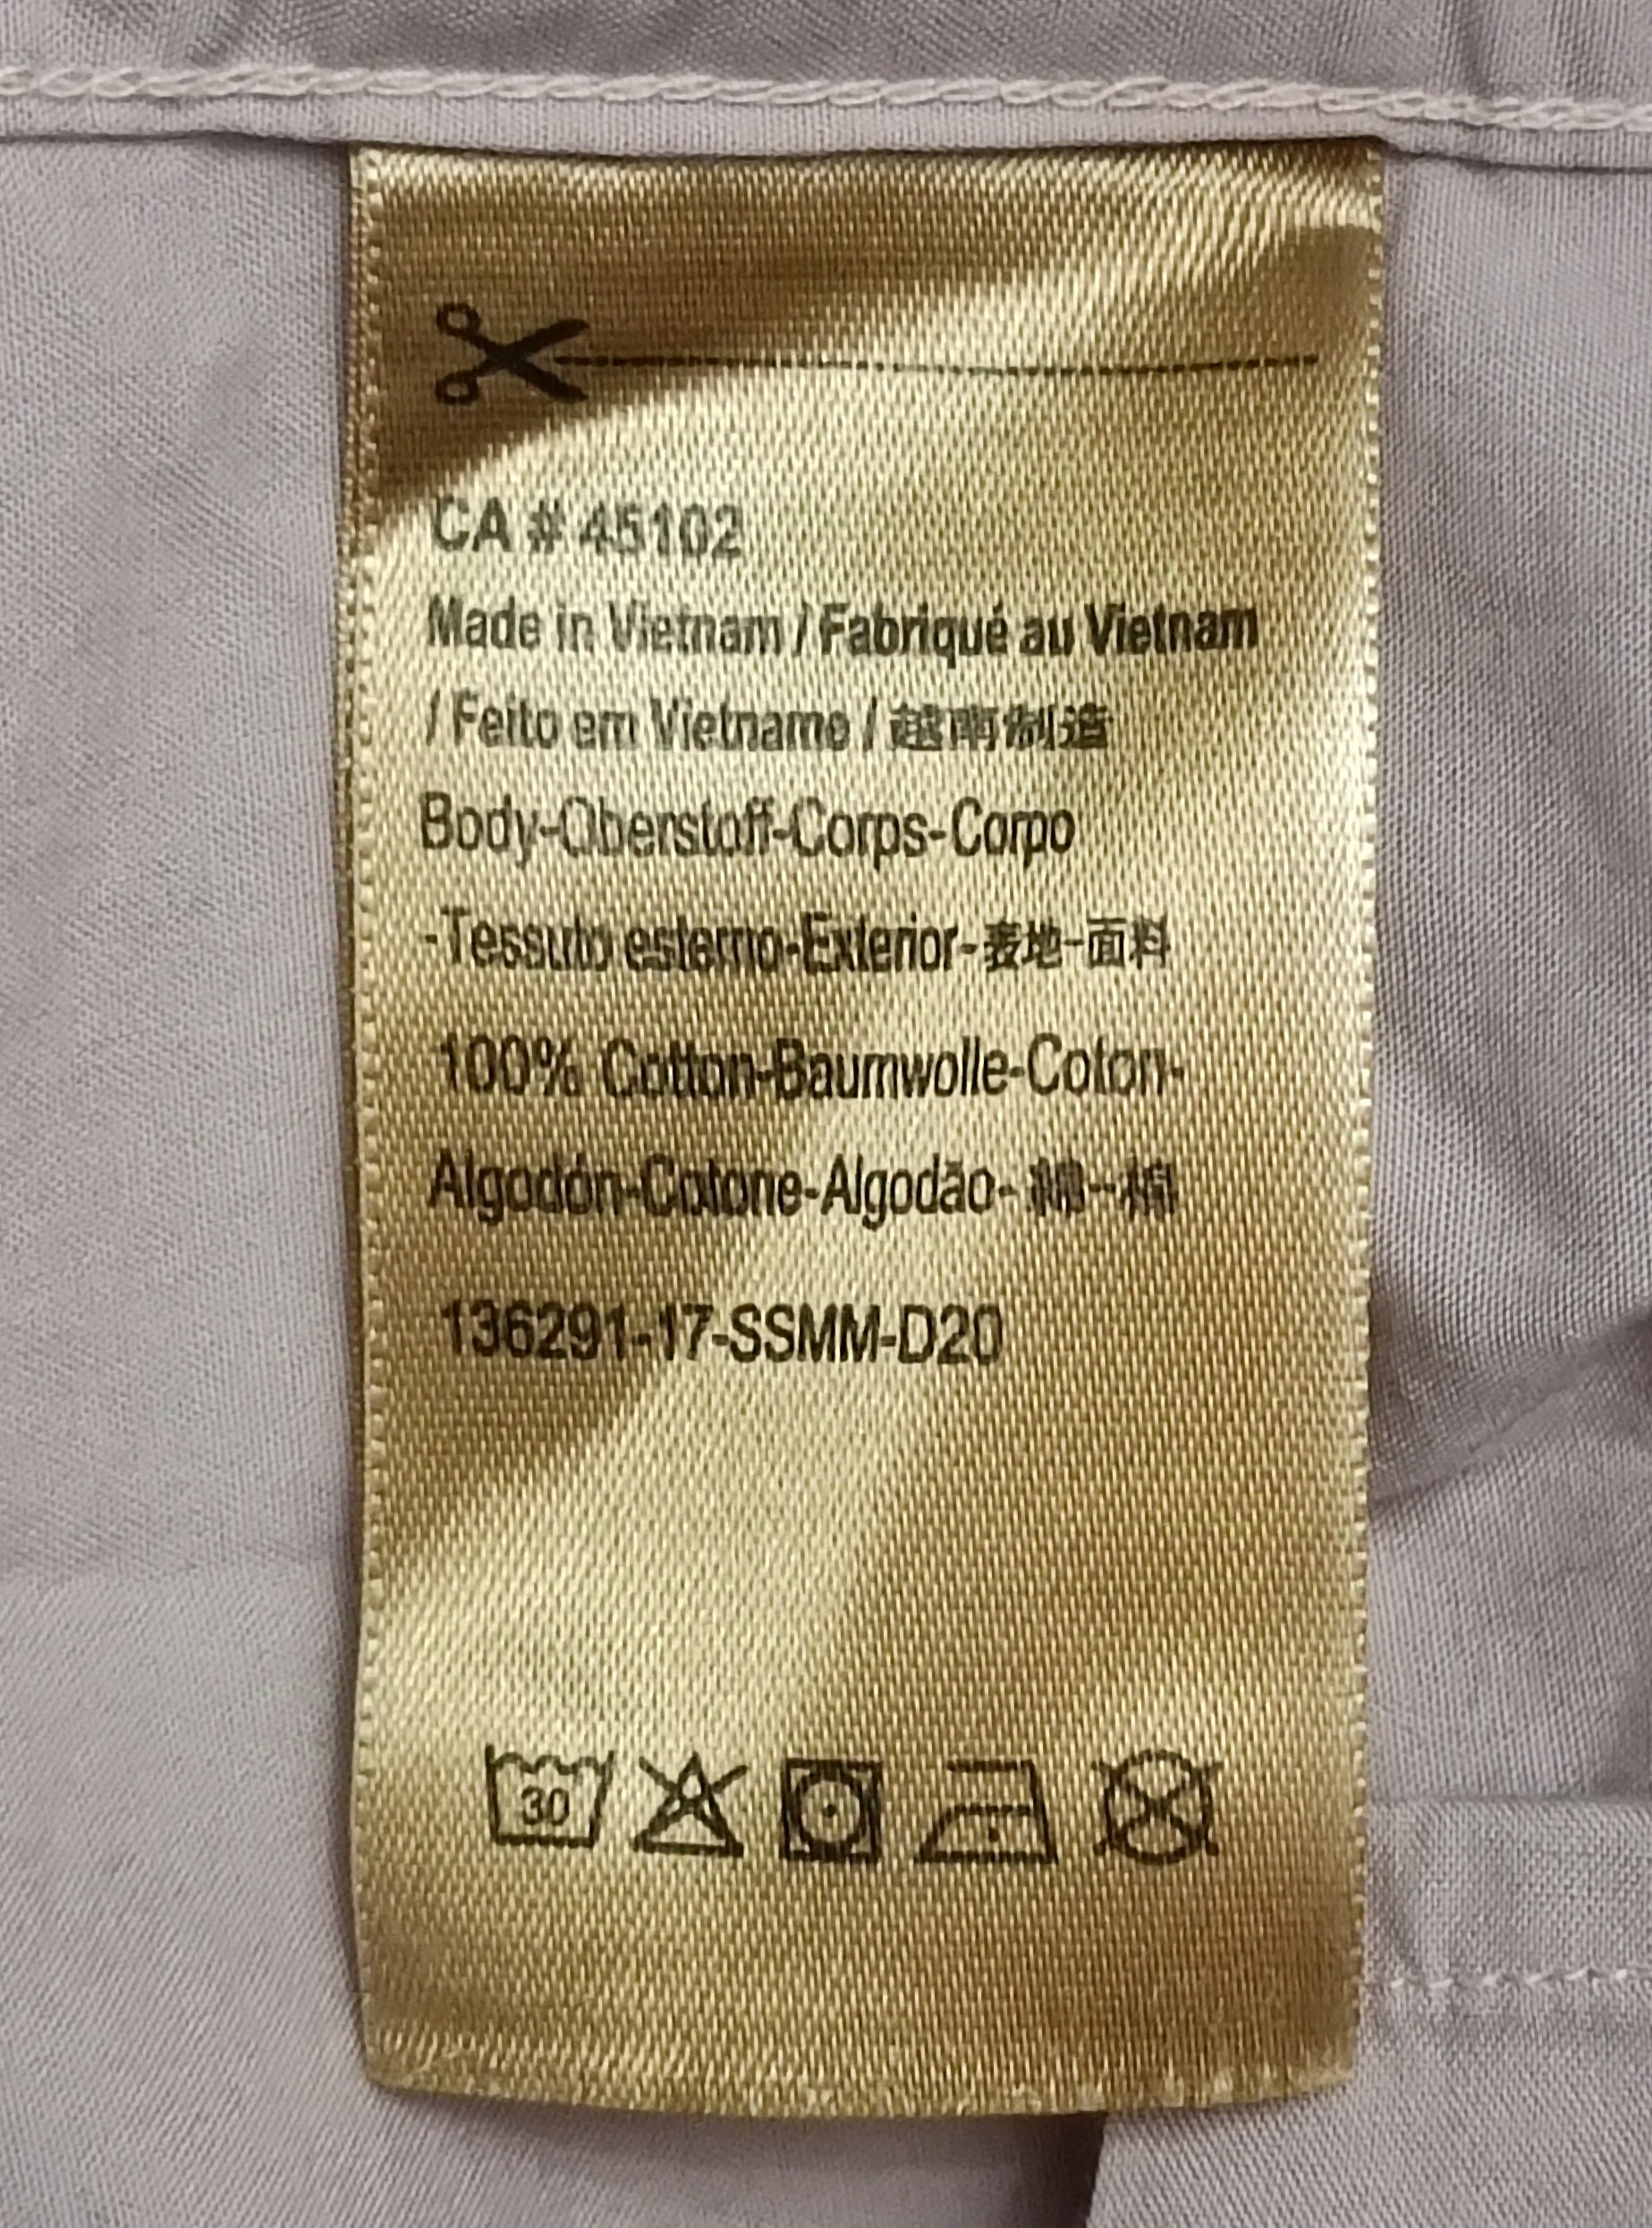 CA # 45102
Made in Vietnam / Fabriqué au Vietnam
/ Feito em Vietname / 越南制造
Body-Oberstoff-Corps-Corpo
-Tessuto esterno-Exterior-表地-面料
100% Cotton-Baumwolle-Coton-
Algodón-Cotone-Algodão- 綿-棉
136291-17-SSMM-D20
30